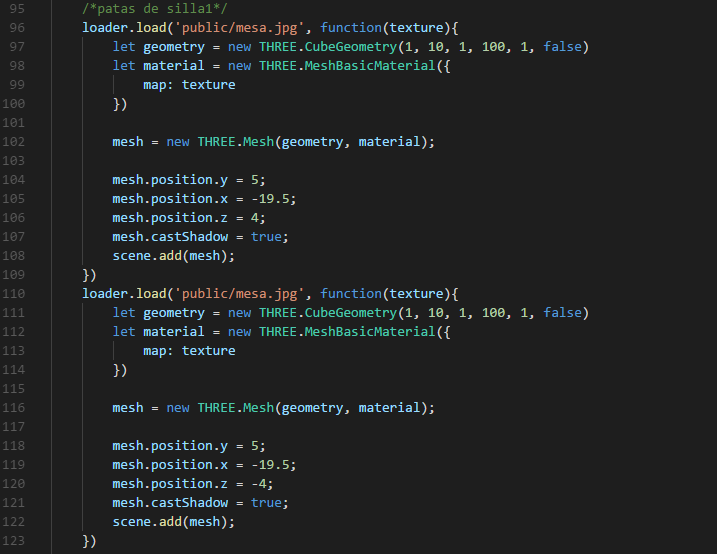 95 /*patas de silla1*/
96 loader.load('public/mesa.jpg', function(texture){
97 let geometry = new THREE.CubeGeometry(1, 10, 1, 100, 1, false)
98 let material = new THREE.MeshBasicMaterial({
99 map: texture
100 })
101
102 mesh = new THREE.Mesh(geometry, material);
103
104 mesh.position.y = 5;
105 mesh.position.x = -19.5;
106 mesh.position.z = 4;
107 mesh.castShadow = true;
108 scene.add(mesh);
109 })
110 loader.load('public/mesa.jpg', function(texture){
111 let geometry = new THREE.CubeGeometry(1, 10, 1, 100, 1, false)
112 let material = new THREE.MeshBasicMaterial({
113 map: texture
114 })
115
116 mesh = new THREE.Mesh(geometry, material);
117
118 mesh.position.y = 5;
119 mesh.position.x = -19.5;
120 mesh.position.z = -4;
121 mesh.castShadow = true;
122 scene.add(mesh);
123 })